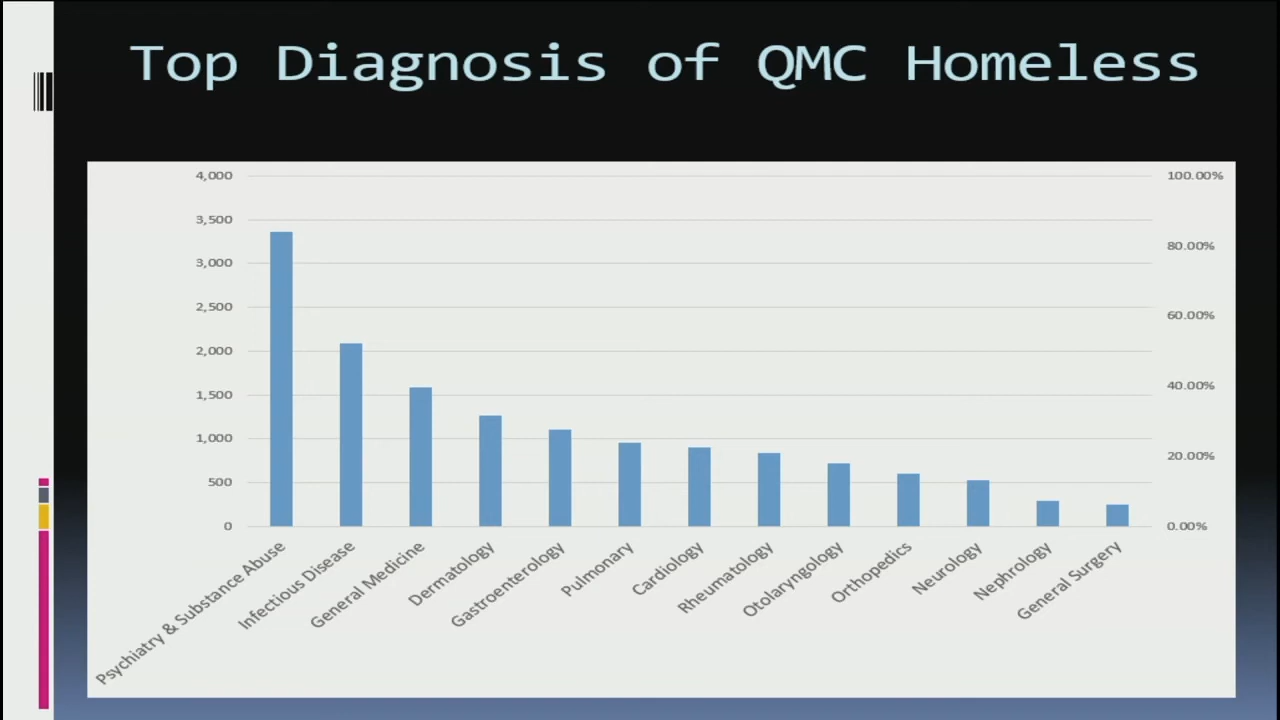 Top Diagnosis of QMC Homeless
4,000
3,500
3,000
2,500
2,000
1,500
1,000
500
0
100.00%
80.00%
60.00%
40.00%
20.00%
0.00%
Psychiatry & Substance Abuse
Infectious Disease
General Medicine
Dermatology
Gastroenterology
Pulmonary
Cardiology
Rheumatology
Otolaryngology
Orthopedics
Neurology
Nephrology
General Surgery